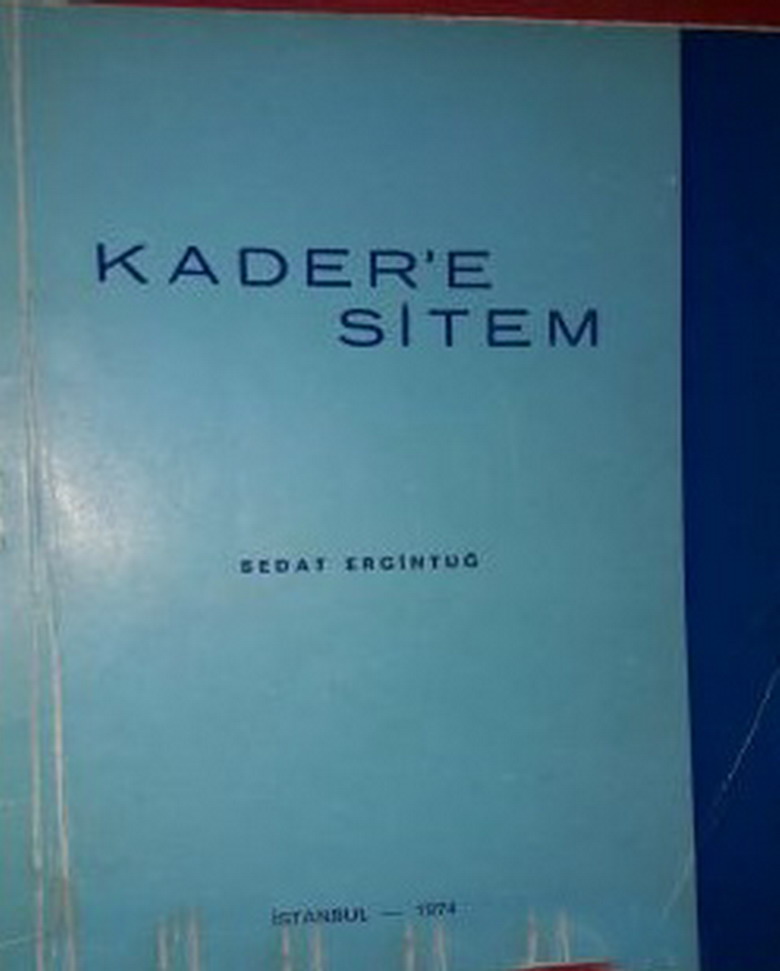 KADER'E
SİTEM
SEDAT ERGİNTUĞ
İSTANBUL — 1974